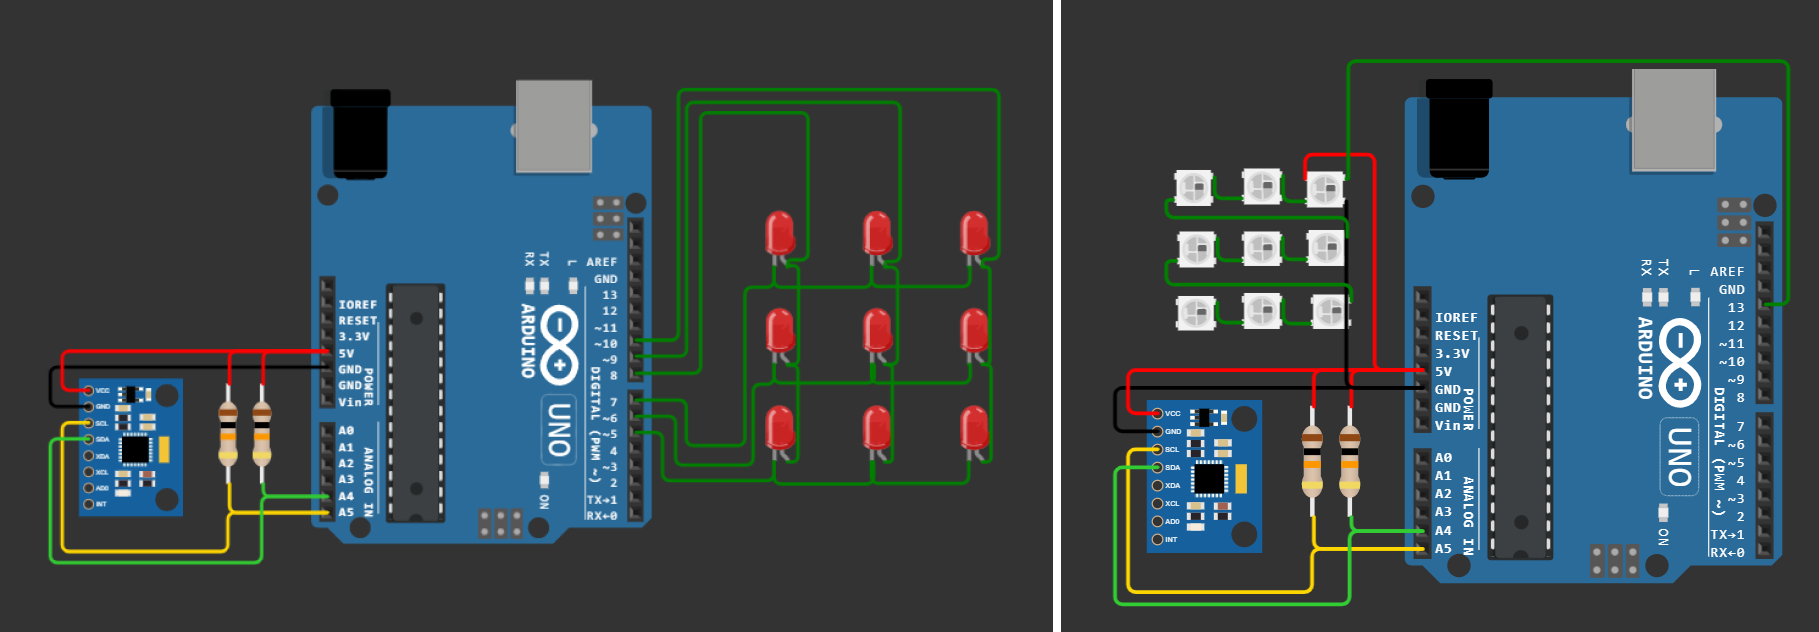 RX
TX
L
AREF
GND
13
12
~11
~10
~9
8
7
~6
~5
4
~3
2
TX→1
RX←0
DIGITAL (PWM ~)
ARDUINO
UNO
ON
IOREF
RESET
3.3V
5V
GND
GND
Vin
POWER
A0
A1
A2
A3
A4
A5
ANALOG IN
VCC
GND
SCL
SDA
XDA
XCL
AD0
INT
RX
TX
L
AREF
GND
13
12
~11
~10
~9
8
7
~6
~5
4
~3
2
TX→1
RX←0
DIGITAL (PWM ~)
ARDUINO
UNO
ON
IOREF
RESET
3.3V
5V
GND
GND
Vin
POWER
A0
A1
A2
A3
A4
A5
ANALOG IN
VCC
GND
SCL
SDA
XDA
XCL
AD0
INT